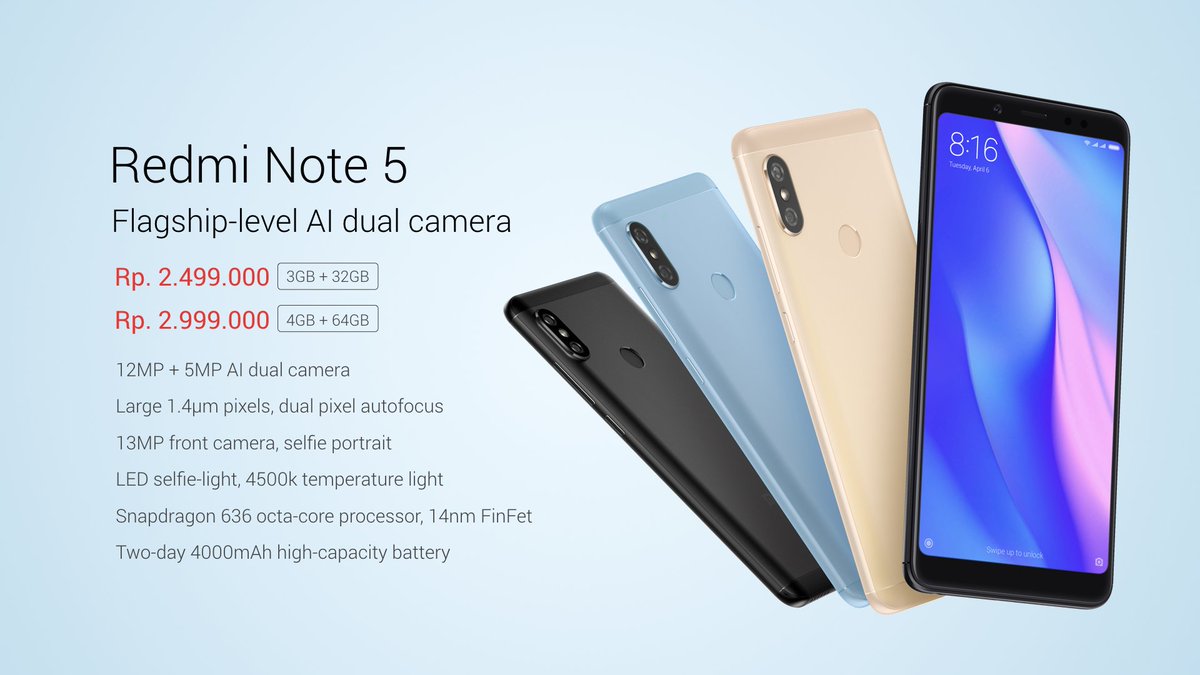 Redmi Note 5
Flagship-level AI dual camera
Rp. 2.499.000 3GB + 32GB
Rp. 2.999.000 4GB + 64GB
12MP + 5MP AI dual camera
Large 1.4µm pixels, dual pixel autofocus
13MP front camera, selfie portrait
LED selfie-light, 4500k temperature light
Snapdragon 636 octa-core processor, 14nm FinFet
Two-day 4000mAh high-capacity battery
8:16
Tuesday, April 6
Swipe up to unlock